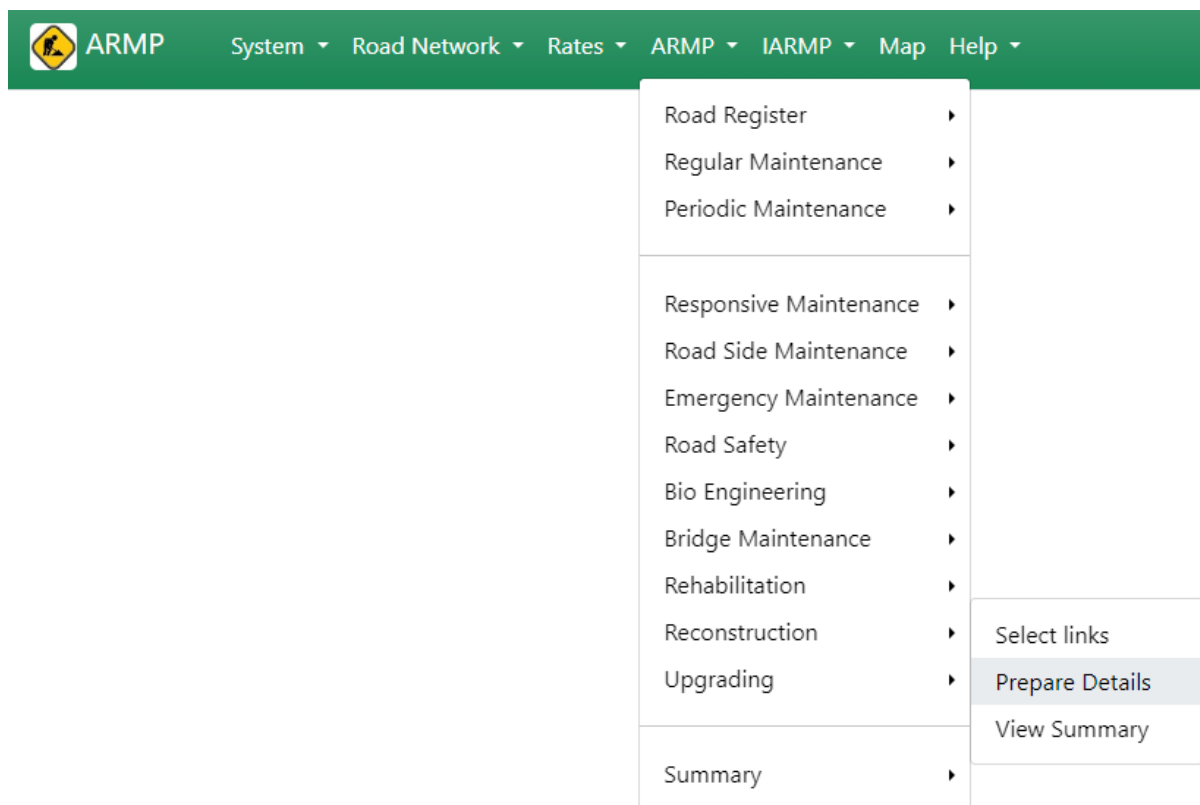 ARMP System Road Network Rates ARMP IARMP Map Help
Road Register
Regular Maintenance
Periodic Maintenance
Responsive Maintenance
Road Side Maintenance
Emergency Maintenance
Road Safety
Bio Engineering
Bridge Maintenance
Rehabilitation
Reconstruction
Upgrading
Summary
Select links
Prepare Details
View Summary